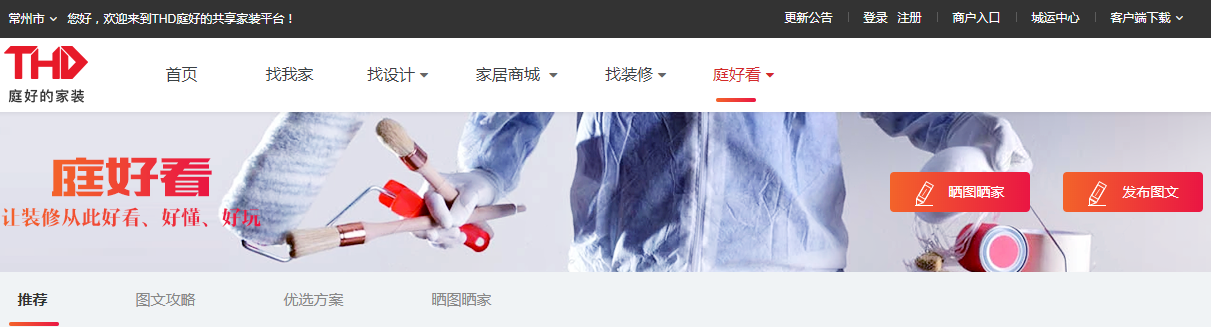 常州市 您好，欢迎来到THD庭好的共享家装平台！ 更新公告 登录 注册 商户入口 城运中心 客户端下载
THD
庭好的家装
首页 找我家 找设计 家居商城 找装修 庭好看
庭好看
让装修从此好看、好懂、好玩
晒图晒家 发布图文
推荐 图文攻略 优选方案 晒图晒家